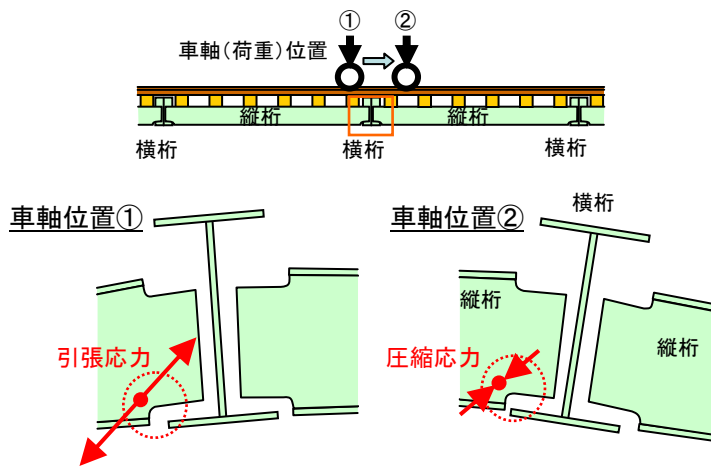 ① ②
車軸(荷重)位置
縦桁 縦桁
横桁 横桁 横桁
車軸位置①
引張応力
車軸位置②
横桁
縦桁
圧縮応力
縦桁